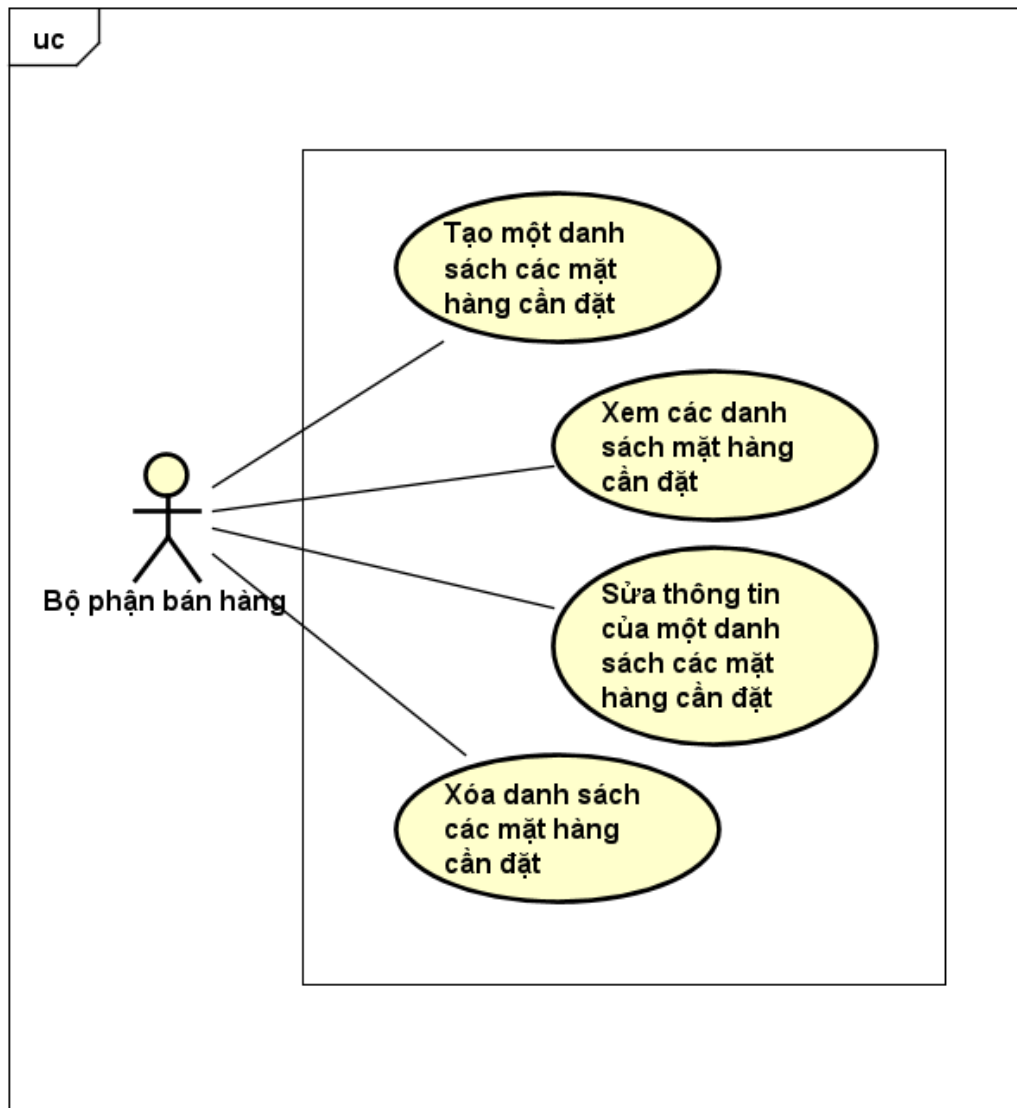 uc
Tạo một danh
sách các mặt
hàng cần đặt
Xem các danh
sách mặt hàng
cần đặt
Bộ phận bán hàng
Sửa thông tin
của một danh
sách các mặt
hàng cần đặt
Xóa danh sách
các mặt hàng
cần đặt